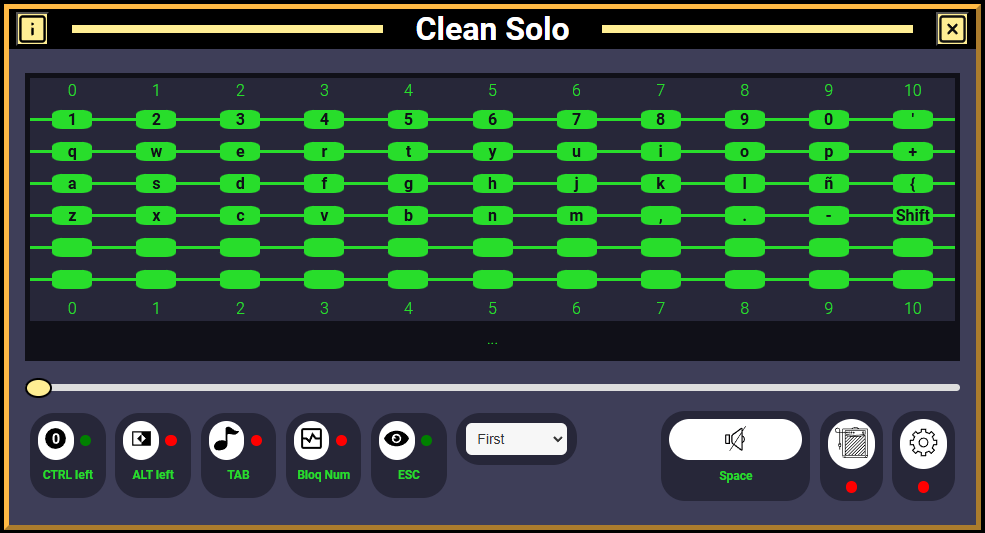 i Clean Solo ×
0 1 2 3 4 5 6 7 8 9 10
1 2 3 4 5 6 7 8 9 0 '
q w e r t y u i o p +
a s d f g h j k l ñ {
z x c v b n m , . - Shift
0 1 2 3 4 5 6 7 8 9 10
...
0
First
CTRL left ALT left TAB Bloq Num ESC Space